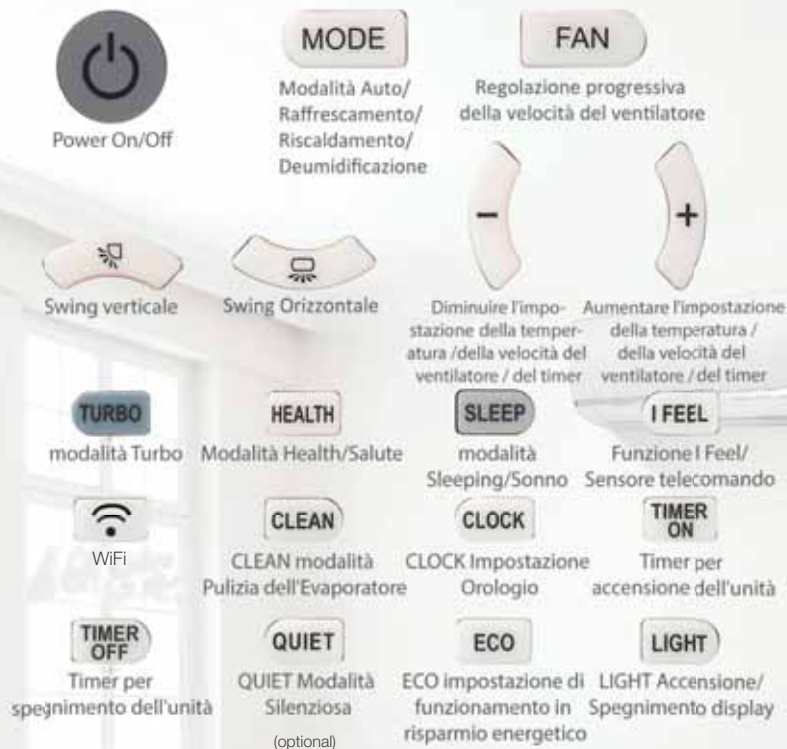 MODE
FAN
Power On/Off
Modalità Auto/
Raffrescamento/
Riscaldamento/
Deumidificazione
Regolazione progressiva
della velocità del ventilatore
−
+
Swing verticale
Swing Orizzontale
Diminuire l'impo-
stazione della temper-
atura /della velocità del
ventilatore / del timer
Aumentare l'impostazione
della temperatura /
della velocità del
ventilatore / del timer
TURBO
modalità Turbo
HEALTH
Modalità Health/Salute
SLEEP
modalità
Sleeping/Sonno
I FEEL
Funzione I Feel/
Sensore telecomando
WiFi
CLEAN
CLEAN modalità
Pulizia dell'Evaporatore
CLOCK
CLOCK Impostazione
Orologio
TIMER
ON
Timer per
accensione dell'unità
TIMER
OFF
Timer per
spegnimento dell'unità
QUIET
QUIET Modalità
Silenziosa
(optional)
ECO
ECO impostazione di
funzionamento in
risparmio energetico
LIGHT
LIGHT Accensione/
Spegnimento display